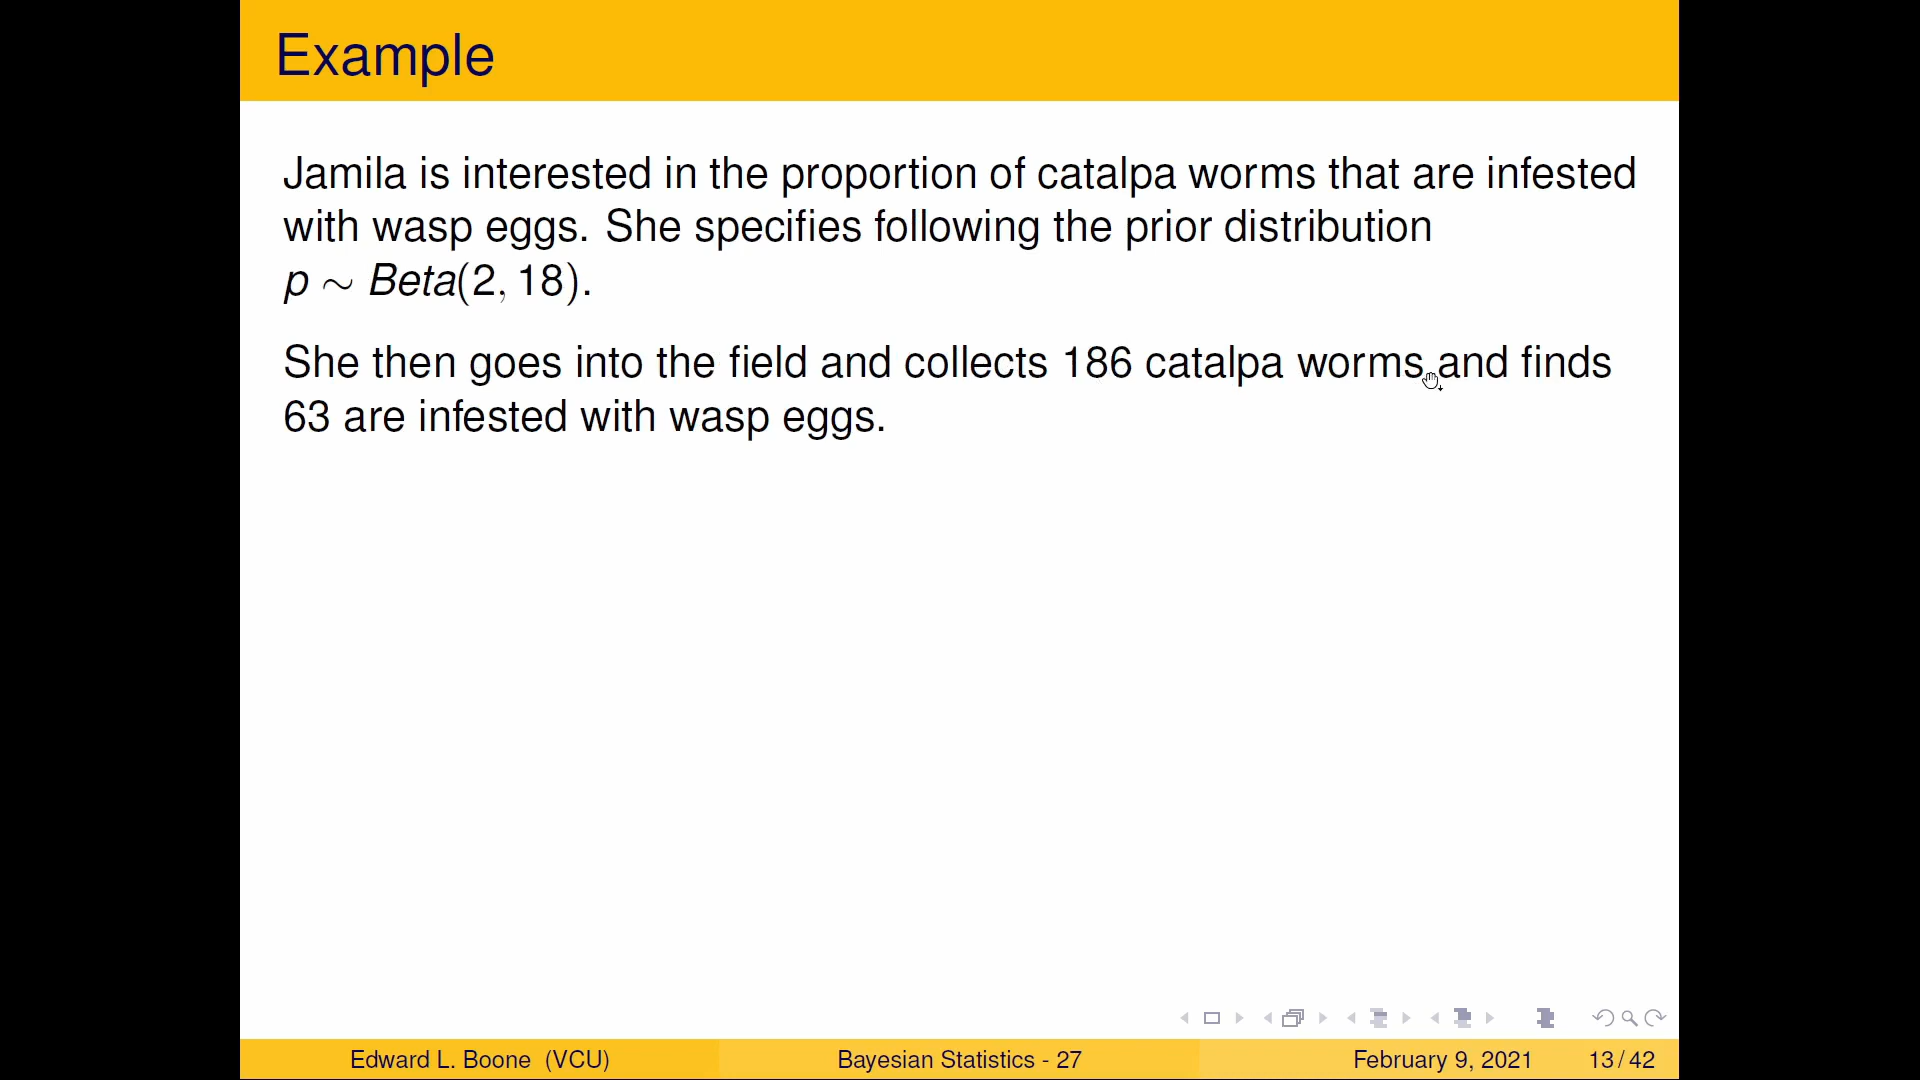 Example
Jamila is interested in the proportion of catalpa worms that are infested
with wasp eggs. She specifies following the prior distribution
p ∼ Beta(2, 18).
She then goes into the field and collects 186 catalpa worms and finds
63 are infested with wasp eggs.
Edward L. Boone (VCU) Bayesian Statistics - 27 February 9, 2021 13 / 42